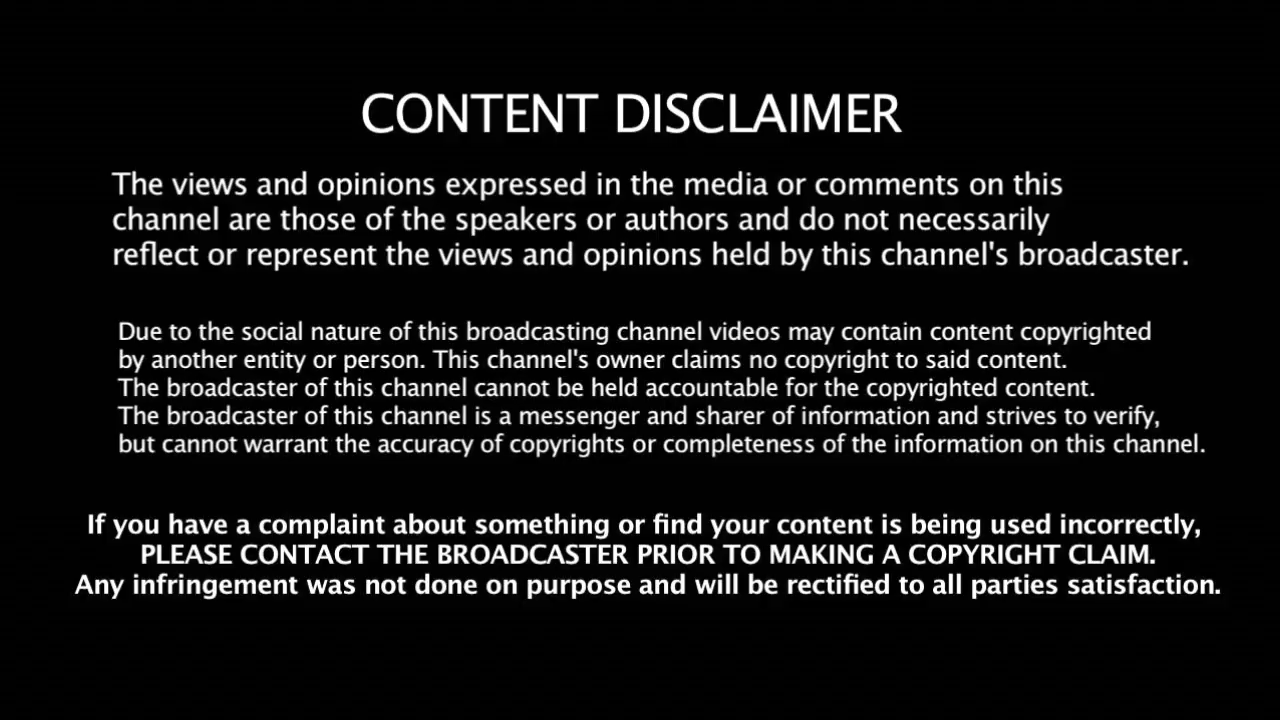 CONTENT DISCLAIMER
The views and opinions expressed in the media or comments on this
channel are those of the speakers or authors and do not necessarily
reflect or represent the views and opinions held by this channel's broadcaster.
Due to the social nature of this broadcasting channel videos may contain content copyrighted
by another entity or person. This channel's owner claims no copyright to said content.
The broadcaster of this channel cannot be held accountable for the copyrighted content.
The broadcaster of this channel is a messenger and sharer of information and strives to verify,
but cannot warrant the accuracy of copyrights or completeness of the information on this channel.
If you have a complaint about something or find your content is being used incorrectly,
PLEASE CONTACT THE BROADCASTER PRIOR TO MAKING A COPYRIGHT CLAIM.
Any infringement was not done on purpose and will be rectified to all parties satisfaction.